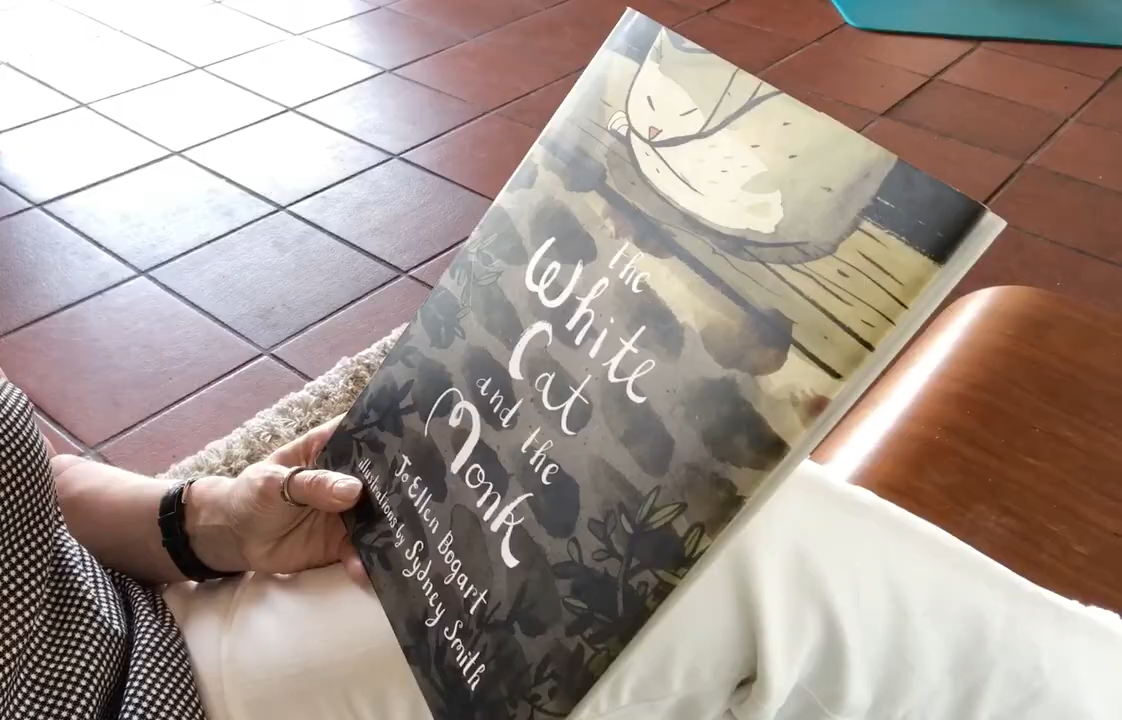 the
White
Cat
and the
Monk
Jo Ellen Bogart
illustrations by Sydney Smith